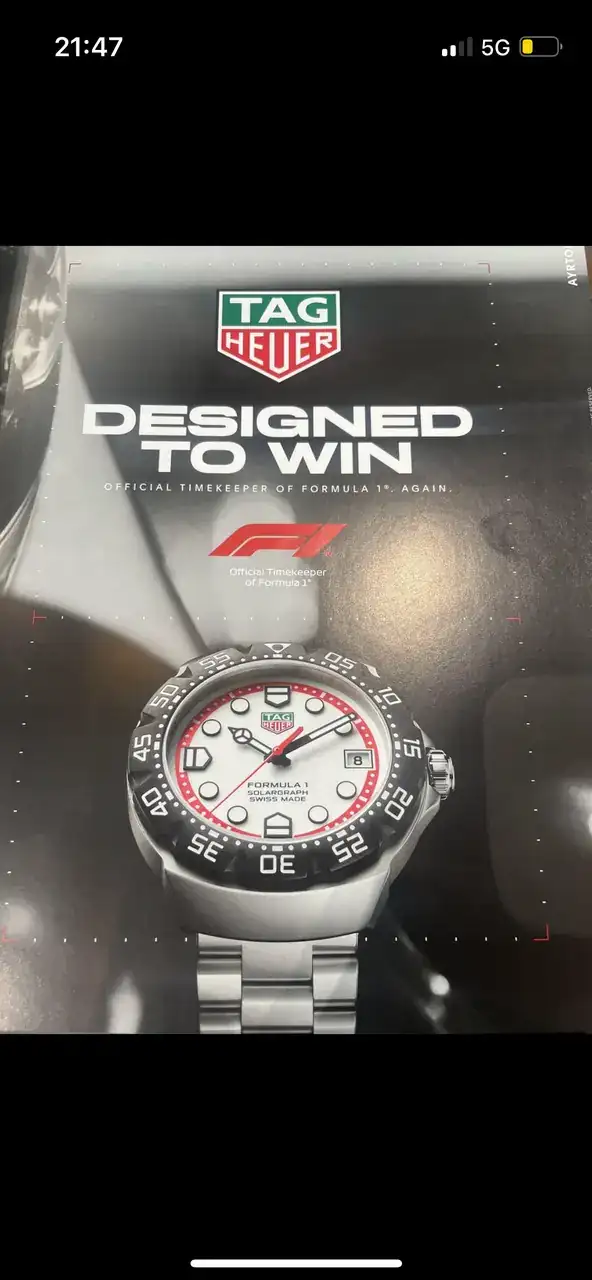 21:47
5G
AYRTO
TAG
HEUER
DESIGNED
TO WIN
OFFICIAL TIMEKEEPER OF FORMULA 1®. AGAIN.
F1
Official Timekeeper
of Formula 1®
05
10
15
20
25
30
35
40
45
50
55
TAG
HEUER
8
FORMULA 1
SOLARGRAPH
SWISS MADE